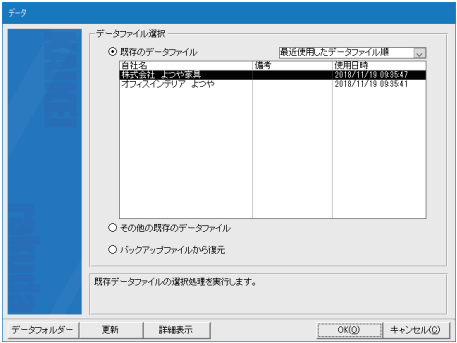 データ
データファイル選択
既存のデータファイル 最近使用したデータファイル順
自社名 備考 使用日時
株式会社 よつや家具 2018/11/19 09:35:47
オフィスインテリア よつや 2018/11/19 09:35:41
その他の既存のデータファイル
バックアップファイルから復元
既存データファイルの選択処理を実行します。
データフォルダー 更新 詳細表示 OK(O) キャンセル(C)